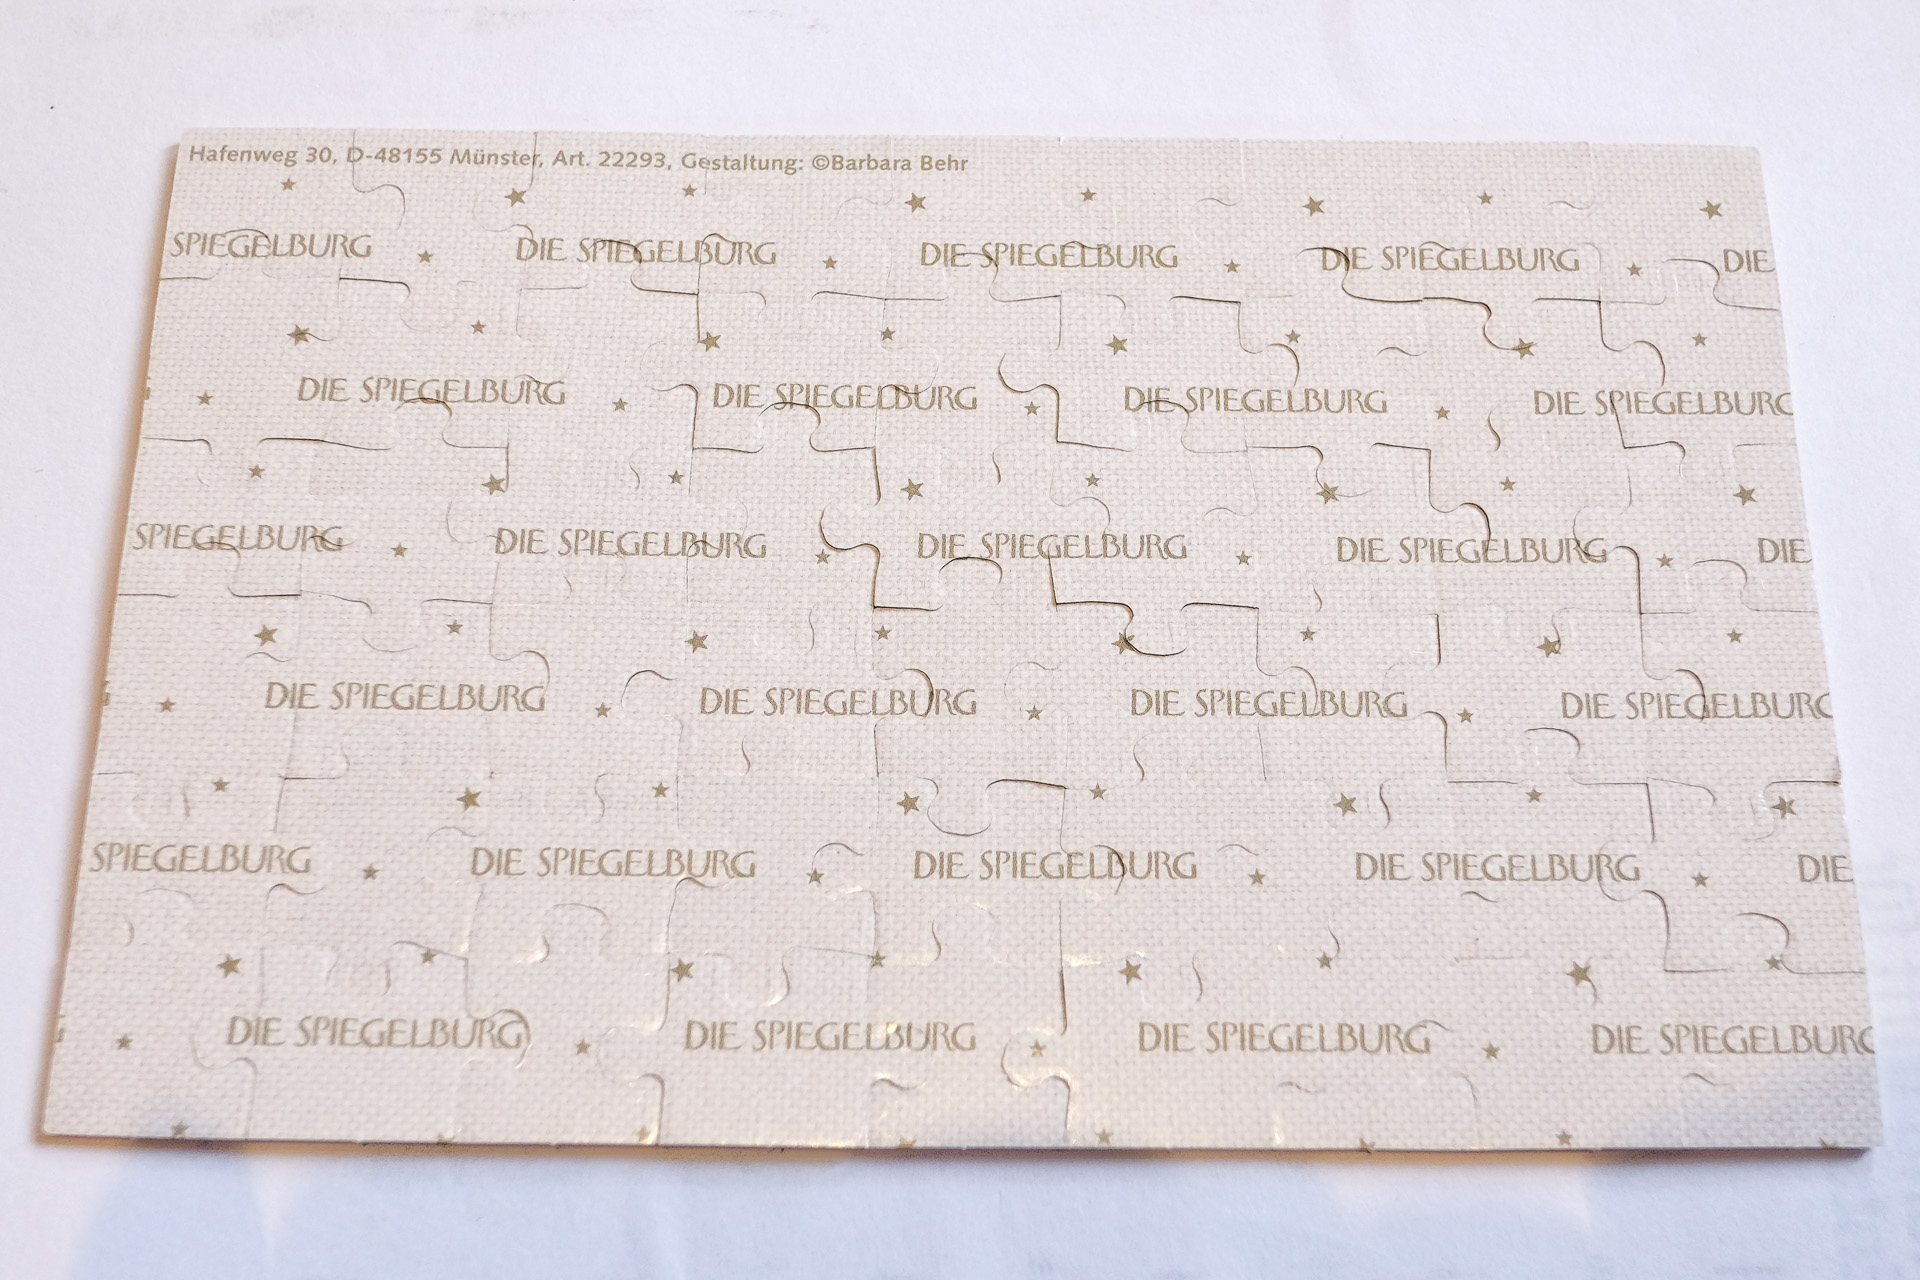 Hafenweg 30, D-48155 Münster, Art. 22293, Gestaltung: ©Barbara Behr
SPIEGELBURG DIE SPIEGELBURG DIE SPIEGELBURG DIE SPIEGELBURG DIE
G DIE SPIEGELBURG DIE SPIEGELBURG DIE SPIEGELBURG DIE SPIEGELBURG
SPIEGELBURG DIE SPIEGELBURG DIE SPIEGELBURG DIE SPIEGELBURG DIE
G DIE SPIEGELBURG DIE SPIEGELBURG DIE SPIEGELBURG DIE SPIEGELBURG
SPIEGELBURG DIE SPIEGELBURG DIE SPIEGELBURG DIE SPIEGELBURG DIE
G DIE SPIEGELBURG DIE SPIEGELBURG DIE SPIEGELBURG DIE SPIEGELBURG